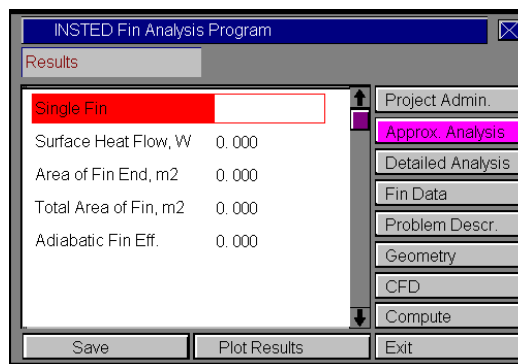 INSTED Fin Analysis Program
Results
Single Fin
Surface Heat Flow, W 0.000
Area of Fin End, m2 0.000
Total Area of Fin, m2 0.000
Adiabatic Fin Eff. 0.000
Project Admin.
Approx. Analysis
Detailed Analysis
Fin Data
Problem Descr.
Geometry
CFD
Compute
Save Plot Results Exit